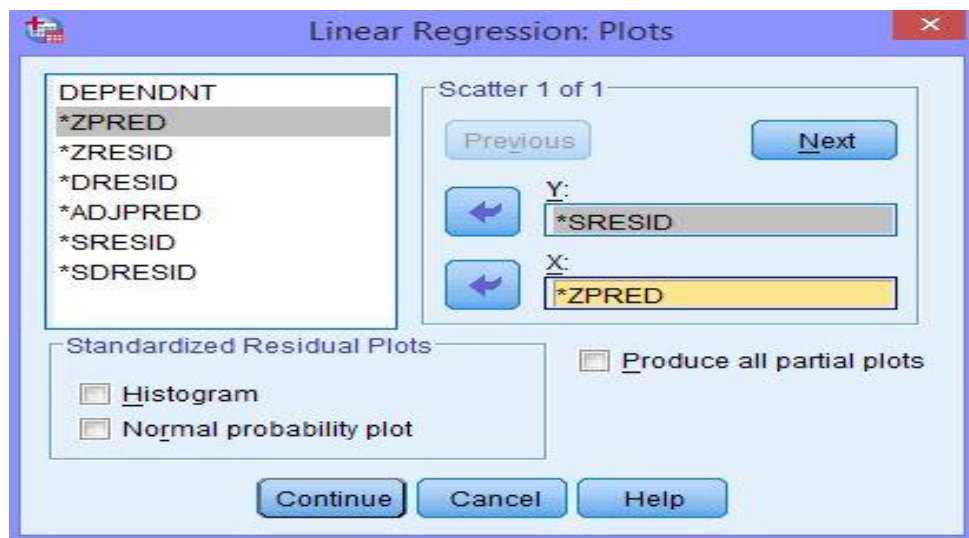 Linear Regression: Plots
DEPENDNT
*ZPRED
*ZRESID
*DRESID
*ADJPRED
*SRESID
*SDRESID
Scatter 1 of 1
Previous
Next
Y:
*SRESID
X:
*ZPRED
Standardized Residual Plots
Histogram
Normal probability plot
Produce all partial plots
Continue
Cancel
Help